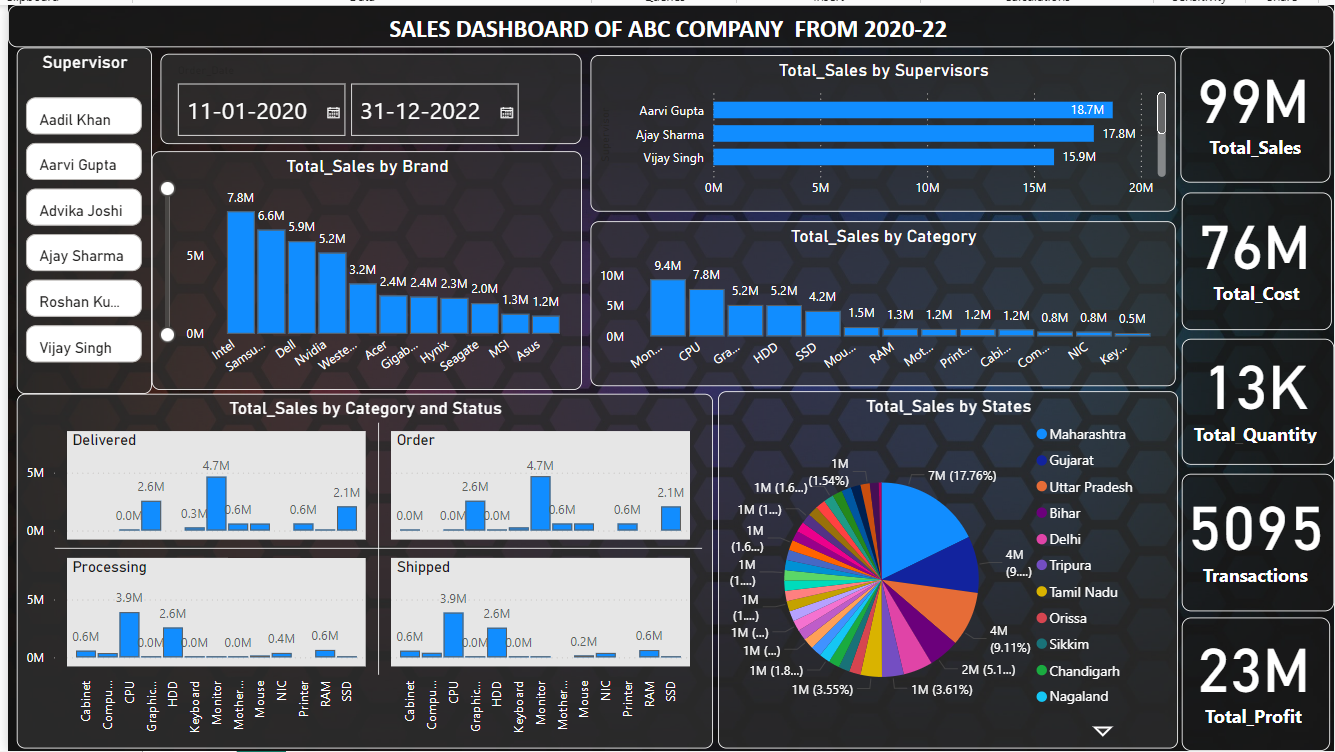 SALES DASHBOARD OF ABC COMPANY FROM 2020-22
Supervisor
Aadil Khan
Aarvi Gupta
Advika Joshi
Ajay Sharma
Roshan Ku...
Vijay Singh
11-01-2020
31-12-2022
Total_Sales by Brand
7.8M
6.6M
5.9M
5.2M
3.2M
2.4M
2.4M
2.3M
2.0M
1.3M
1.2M
5M
0M
Intel
Samsu...
Dell
Nvidia
Weste...
Acer
Gigab...
Hynix
Seagate
MSI
Asus
Total_Sales by Supervisors
Aarvi Gupta
18.7M
Ajay Sharma
17.8M
Vijay Singh
15.9M
0M 5M 10M 15M 20M
Total_Sales by Category
10M
5M
0M
9.4M
7.8M
5.2M
5.2M
4.2M
1.5M
1.3M
1.2M
1.2M
1.2M
0.8M
0.8M
0.5M
Mon...
CPU
Gra...
HDD
SSD
Mou...
RAM
Mot...
Print...
Cabi...
Com...
NIC
Key...
99M
Total_Sales
76M
Total_Cost
13K
Total_Quantity
5095
Transactions
23M
Total_Profit
Total_Sales by Category and Status
Delivered
5M
0M
0.0M
2.6M
0.3M
4.7M
0.6M
0.6M
2.1M
Order
0.0M
0.0M
2.6M
0.0M
4.7M
0.6M
0.6M
2.1M
Processing
5M
0M
0.6M
3.9M
0.0M
2.6M
0.0M
0.0M
0.4M
0.6M
Shipped
0.6M
3.9M
0.0M
2.6M
0.0M
0.2M
0.6M
Cabinet
Compu...
CPU
Graphic...
HDD
Keyboard
Monitor
Mother...
Mouse
NIC
Printer
RAM
SSD
Cabinet
Compu...
CPU
Graphic...
HDD
Keyboard
Monitor
Mother...
Mouse
NIC
Printer
RAM
SSD
Total_Sales by States
7M (17.76%)
4M
(9....)
4M
(9.11%)
2M (5.1...)
1M (3.61%)
1M (3.55%)
1M (1.8...)
1M (...)
1M (...)
1M
(1....)
1M
(1....)
1M
(1.6...)
1M (1...)
1M (1.6...)
1M
(1.54%)
Maharashtra
Gujarat
Uttar Pradesh
Bihar
Delhi
Tripura
Tamil Nadu
Orissa
Sikkim
Chandigarh
Nagaland